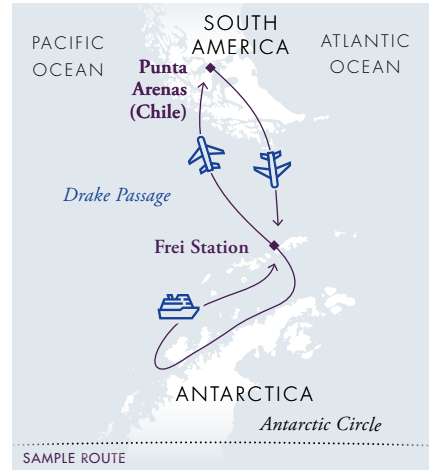 SOUTH
AMERICA
PACIFIC
OCEAN
ATLANTIC
OCEAN
Punta
Arenas
(Chile)
Drake Passage
Frei Station
ANTARCTICA
Antarctic Circle
SAMPLE ROUTE